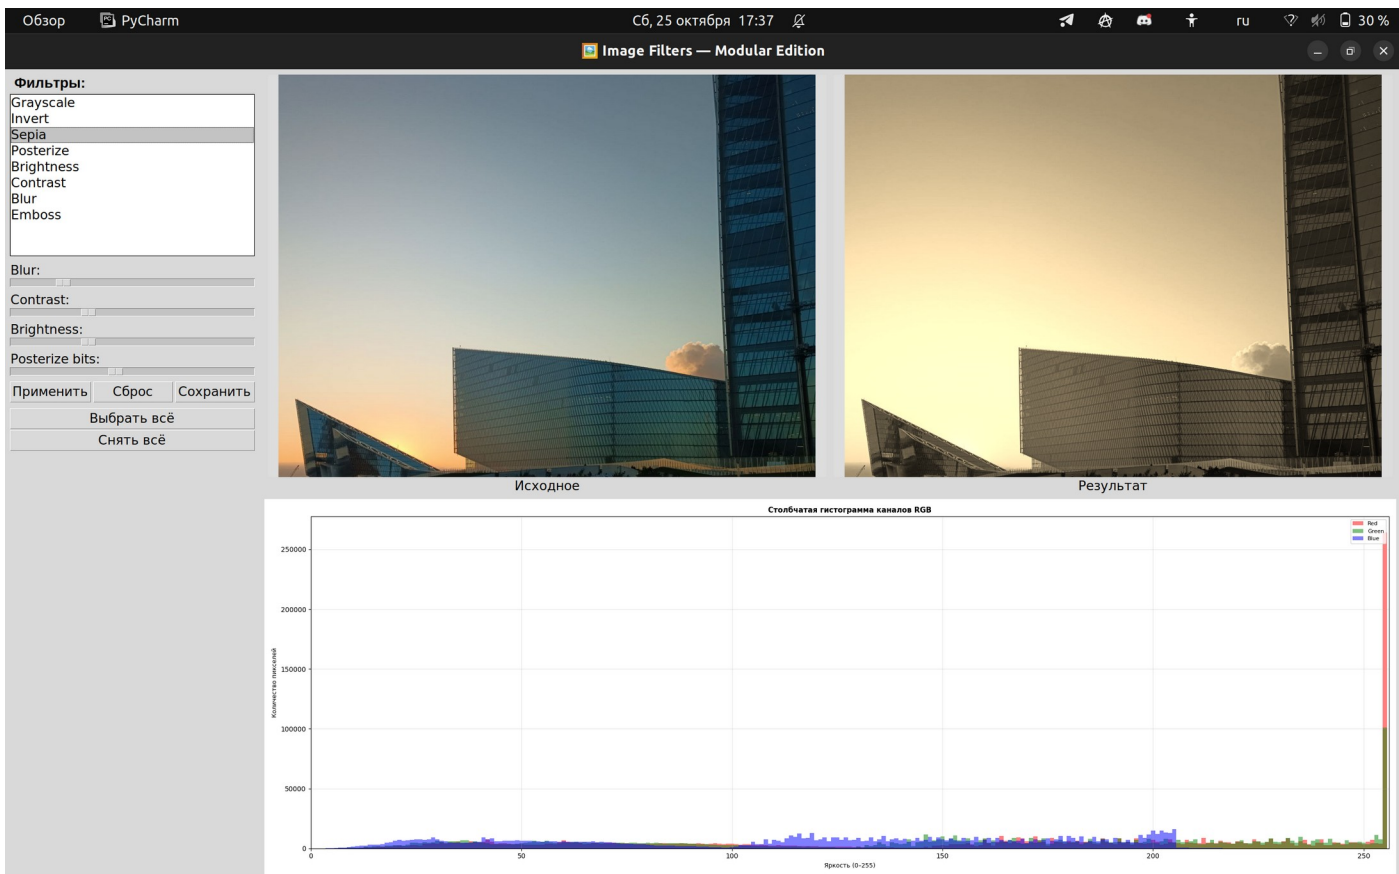 Обзор PyCharm Сб, 25 октября 17:37 ru 30 %
Image Filters — Modular Edition
Фильтры:
Grayscale
Invert
Sepia
Posterize
Brightness
Contrast
Blur
Emboss
Blur:
Contrast:
Brightness:
Posterize bits:
Применить Сброс Сохранить
Выбрать всё
Снять всё
Исходное Результат
Столбчатая гистограмма каналов RGB
Red
Green
Blue
250000
200000
150000
100000
50000
0
Количество пикселей
0 50 100 150 200 250
Яркость (0-255)